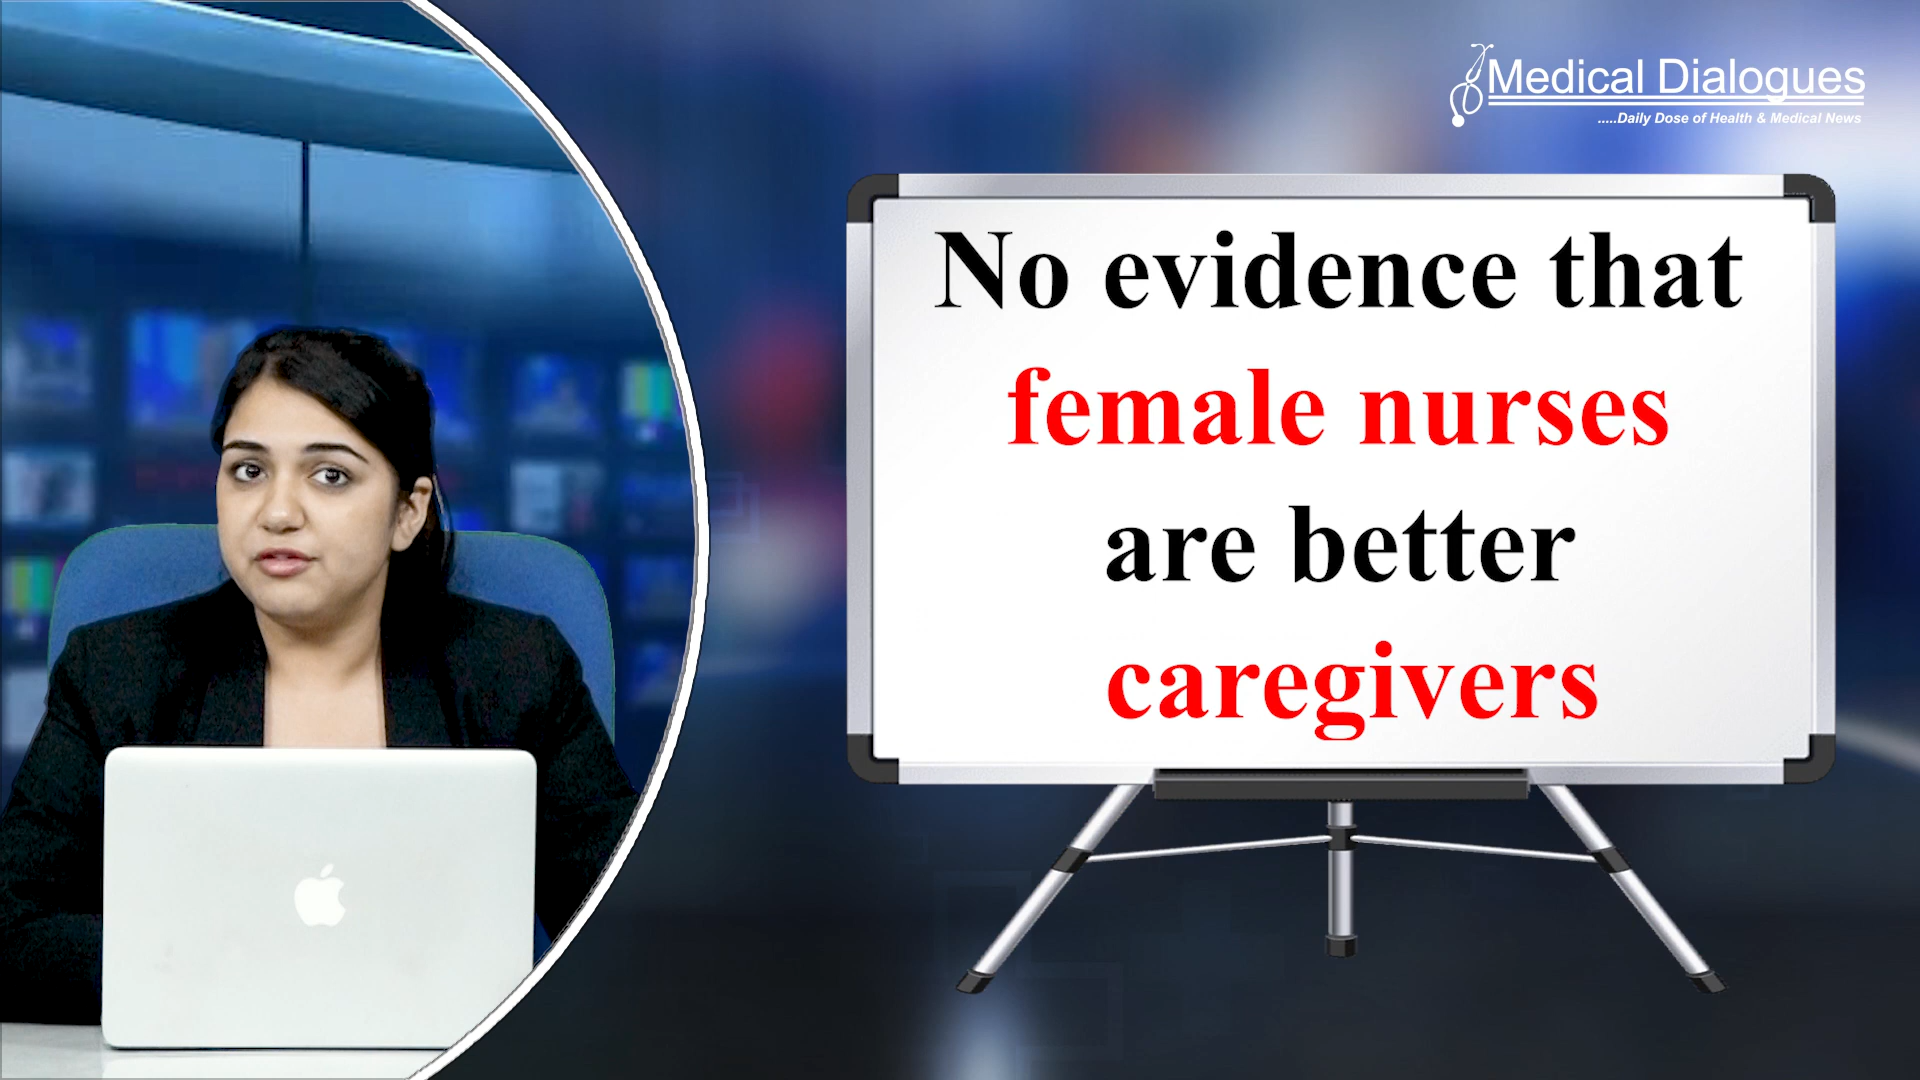 Medical Dialogues
.....Daily Dose of Health & Medical News
No evidence that
female nurses
are better
caregivers